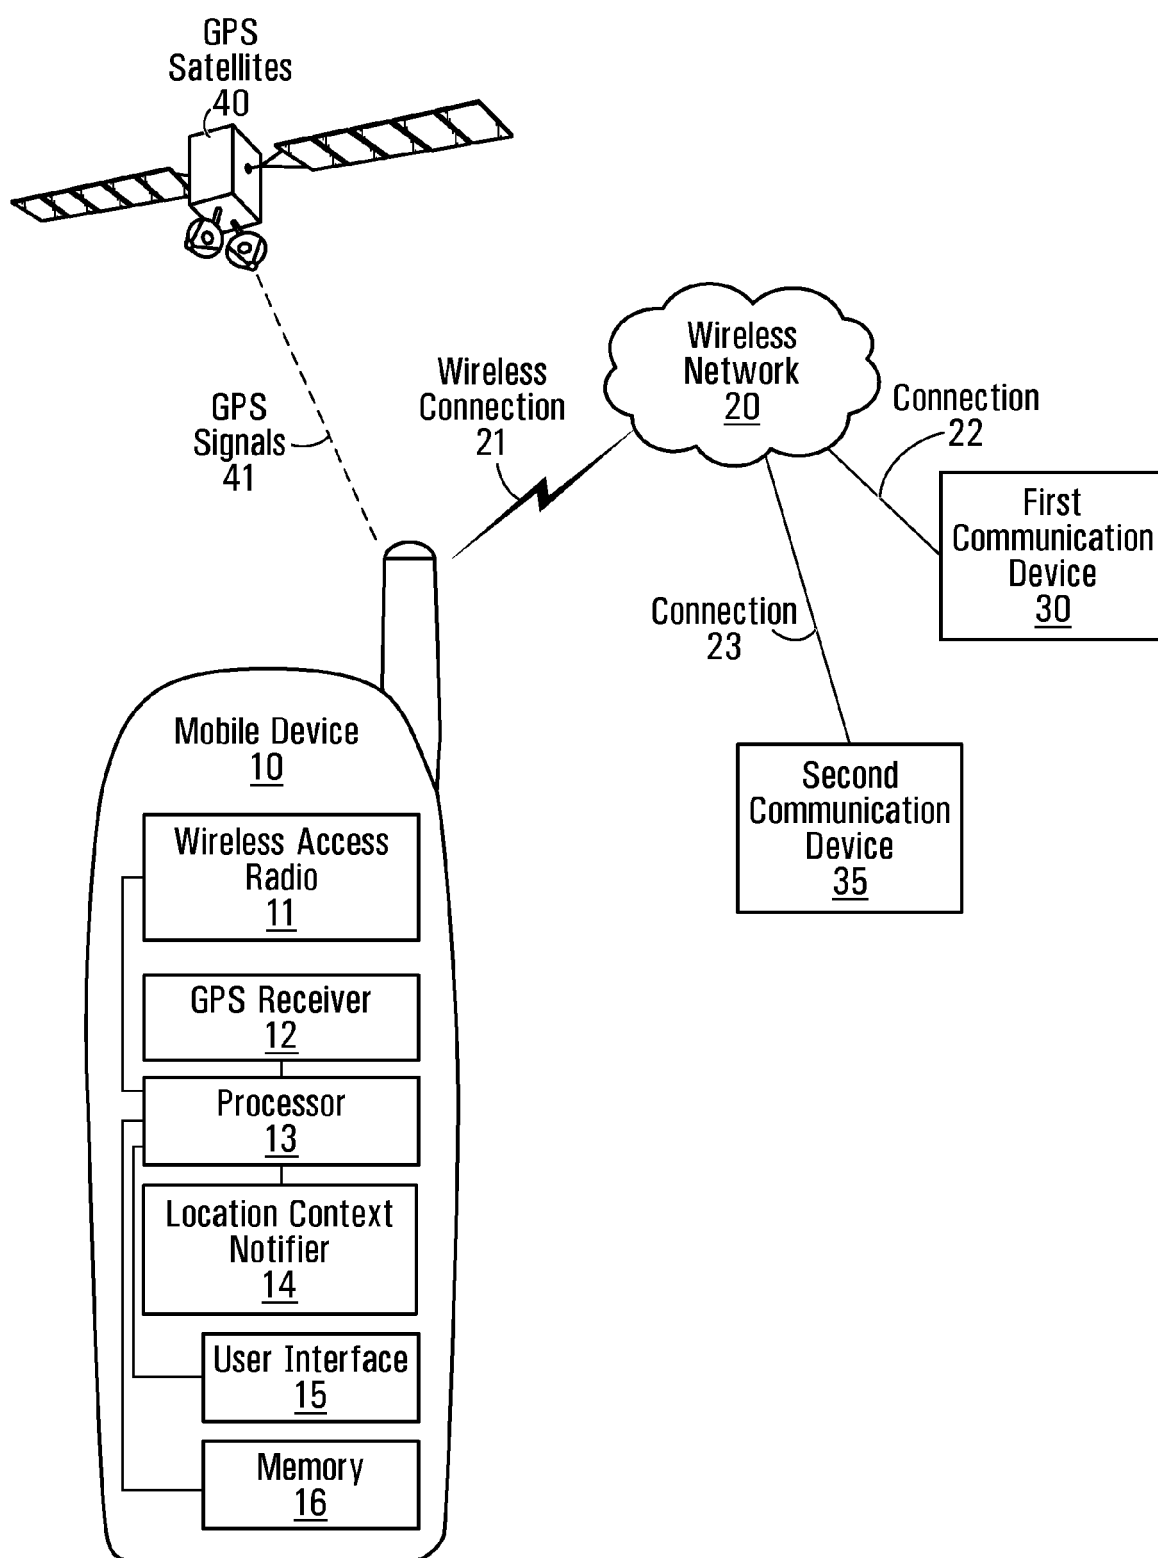 GPS
Satellites
40
GPS
Signals
41
Wireless
Connection
21
Wireless
Network
20
Connection
22
First
Communication
Device
30
Connection
23
Second
Communication
Device
35
Mobile Device
10
Wireless Access
Radio
11
GPS Receiver
12
Processor
13
Location Context
Notifier
14
User Interface
15
Memory
16